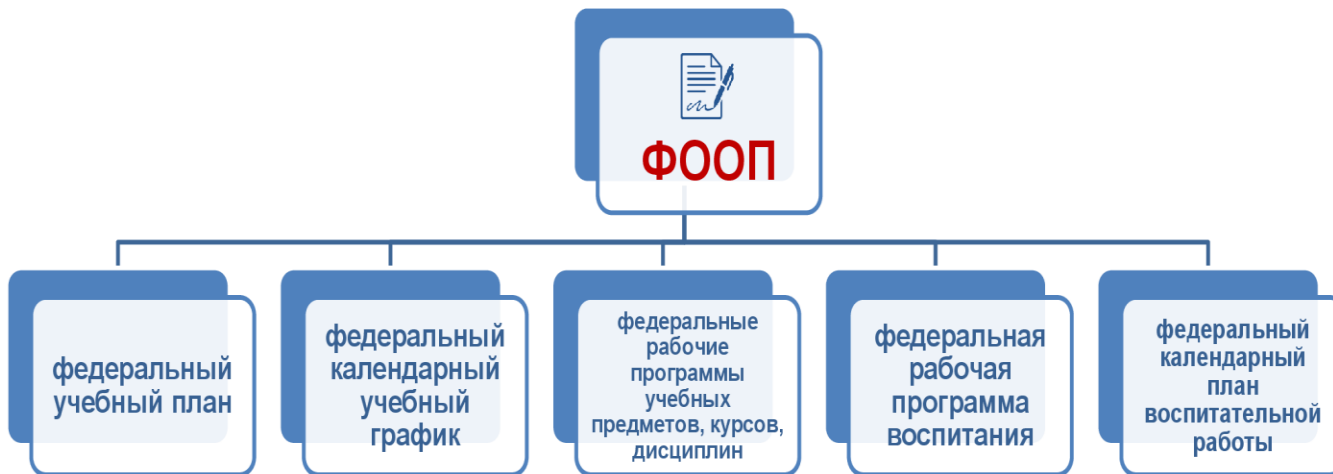 ФООП
федеральный
учебный план
федеральный
календарный
учебный
график
федеральные
рабочие
программы
учебных
предметов, курсов,
дисциплин
федеральная
рабочая
программа
воспитания
федеральный
календарный
план
воспитательной
работы